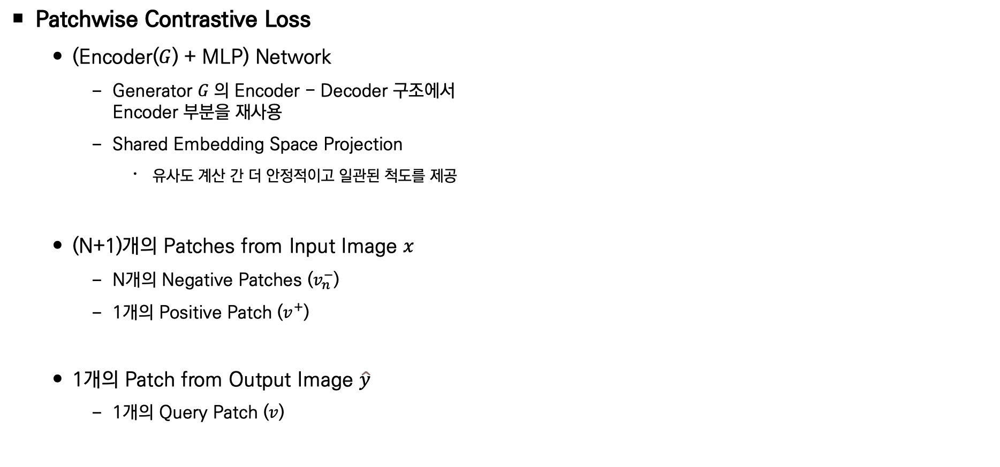 ■ Patchwise Contrastive Loss
• (Encoder(G) + MLP) Network
– Generator G 의 Encoder – Decoder 구조에서
Encoder 부분을 재사용
– Shared Embedding Space Projection
· 유사도 계산 간 더 안정적이고 일관된 척도를 제공
• (N+1)개의 Patches from Input Image x
– N개의 Negative Patches (vₙ⁻)
– 1개의 Positive Patch (v⁺)
• 1개의 Patch from Output Image ŷ
– 1개의 Query Patch (v)